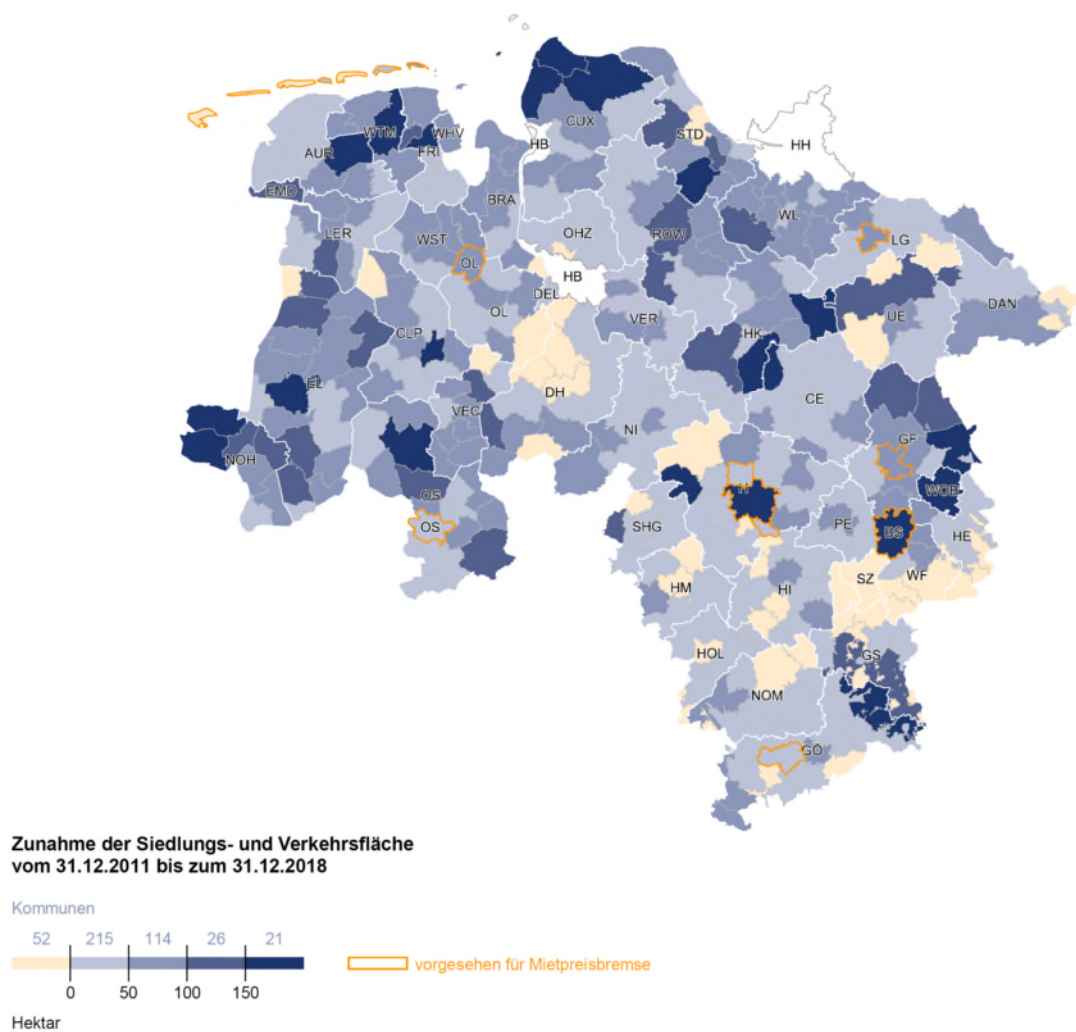 WTM
WHV
CUX
STD
AUR
FRI
HB
HH
EMD
BRA
WL
LER
WST
OHZ
ROW
LG
OL
HB
DEL
OL
VER
UE
DAN
CLP
HK
EL
DH
CE
VEC
NI
GF
NOH
OS
H
WOB
OS
SHG
PE
BS
HE
SZ
WF
HM
HI
HOL
GS
NOM
GÖ
Zunahme der Siedlungs- und Verkehrsfläche
vom 31.12.2011 bis zum 31.12.2018
Kommunen
52 215 114 26 21
vorgesehen für Mietpreisbremse
0 50 100 150
Hektar